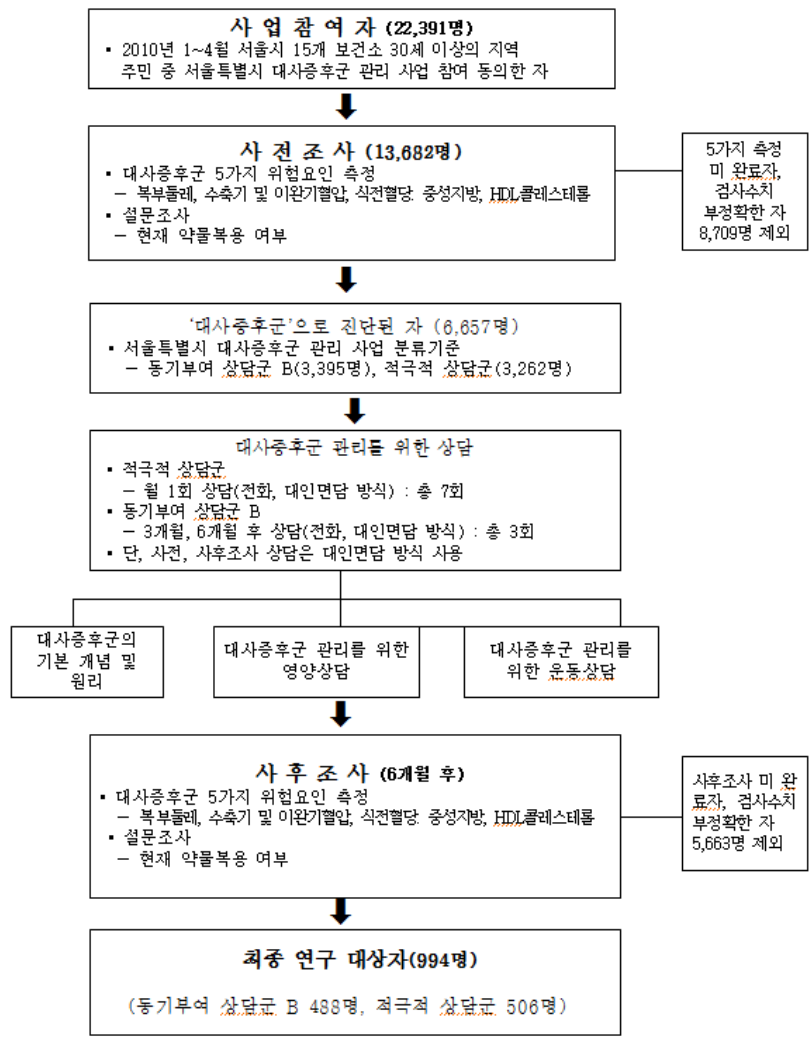 사 업 참 여 자 (22,391명)
▪ 2010년 1~4월 서울시 15개 보건소 30세 이상의 지역
주민 중 서울특별시 대사증후군 관리 사업 참여 동의한 자
사 전 조 사 (13,682명)
▪ 대사증후군 5가지 위험요인 측정
– 복부둘레, 수축기 및 이완기혈압, 식전혈당. 중성지방, HDL콜레스테롤
▪ 설문조사
– 현재 약물복용 여부
5가지 측정
미 완료자,
검사수치
부정확한 자
8,709명 제외
‘대사증후군’으로 진단된 자 (6,657명)
▪ 서울특별시 대사증후군 관리 사업 분류기준
– 동기부여 상담군 B(3,395명), 적극적 상담군(3,262명)
대사증후군 관리를 위한 상담
▪ 적극적 상담군
– 월 1회 상담(전화, 대인면담 방식) : 총 7회
▪ 동기부여 상담군 B
– 3개월, 6개월 후 상담(전화, 대인면담 방식) : 총 3회
▪ 단, 사전, 사후조사 상담은 대인면담 방식 사용
대사증후군의
기본 개념 및
원리
대사증후군 관리를 위한
영양상담
대사증후군 관리를
위한 운동상담
사 후 조 사 (6개월 후)
▪ 대사증후군 5가지 위험요인 측정
– 복부둘레, 수축기 및 이완기혈압, 식전혈당. 중성지방, HDL콜레스테롤
▪ 설문조사
– 현재 약물복용 여부
사후조사 미 완
료자, 검사수치
부정확한 자
5,663명 제외
최종 연구 대상자(994명)
(동기부여 상담군 B 488명, 적극적 상담군 506명)